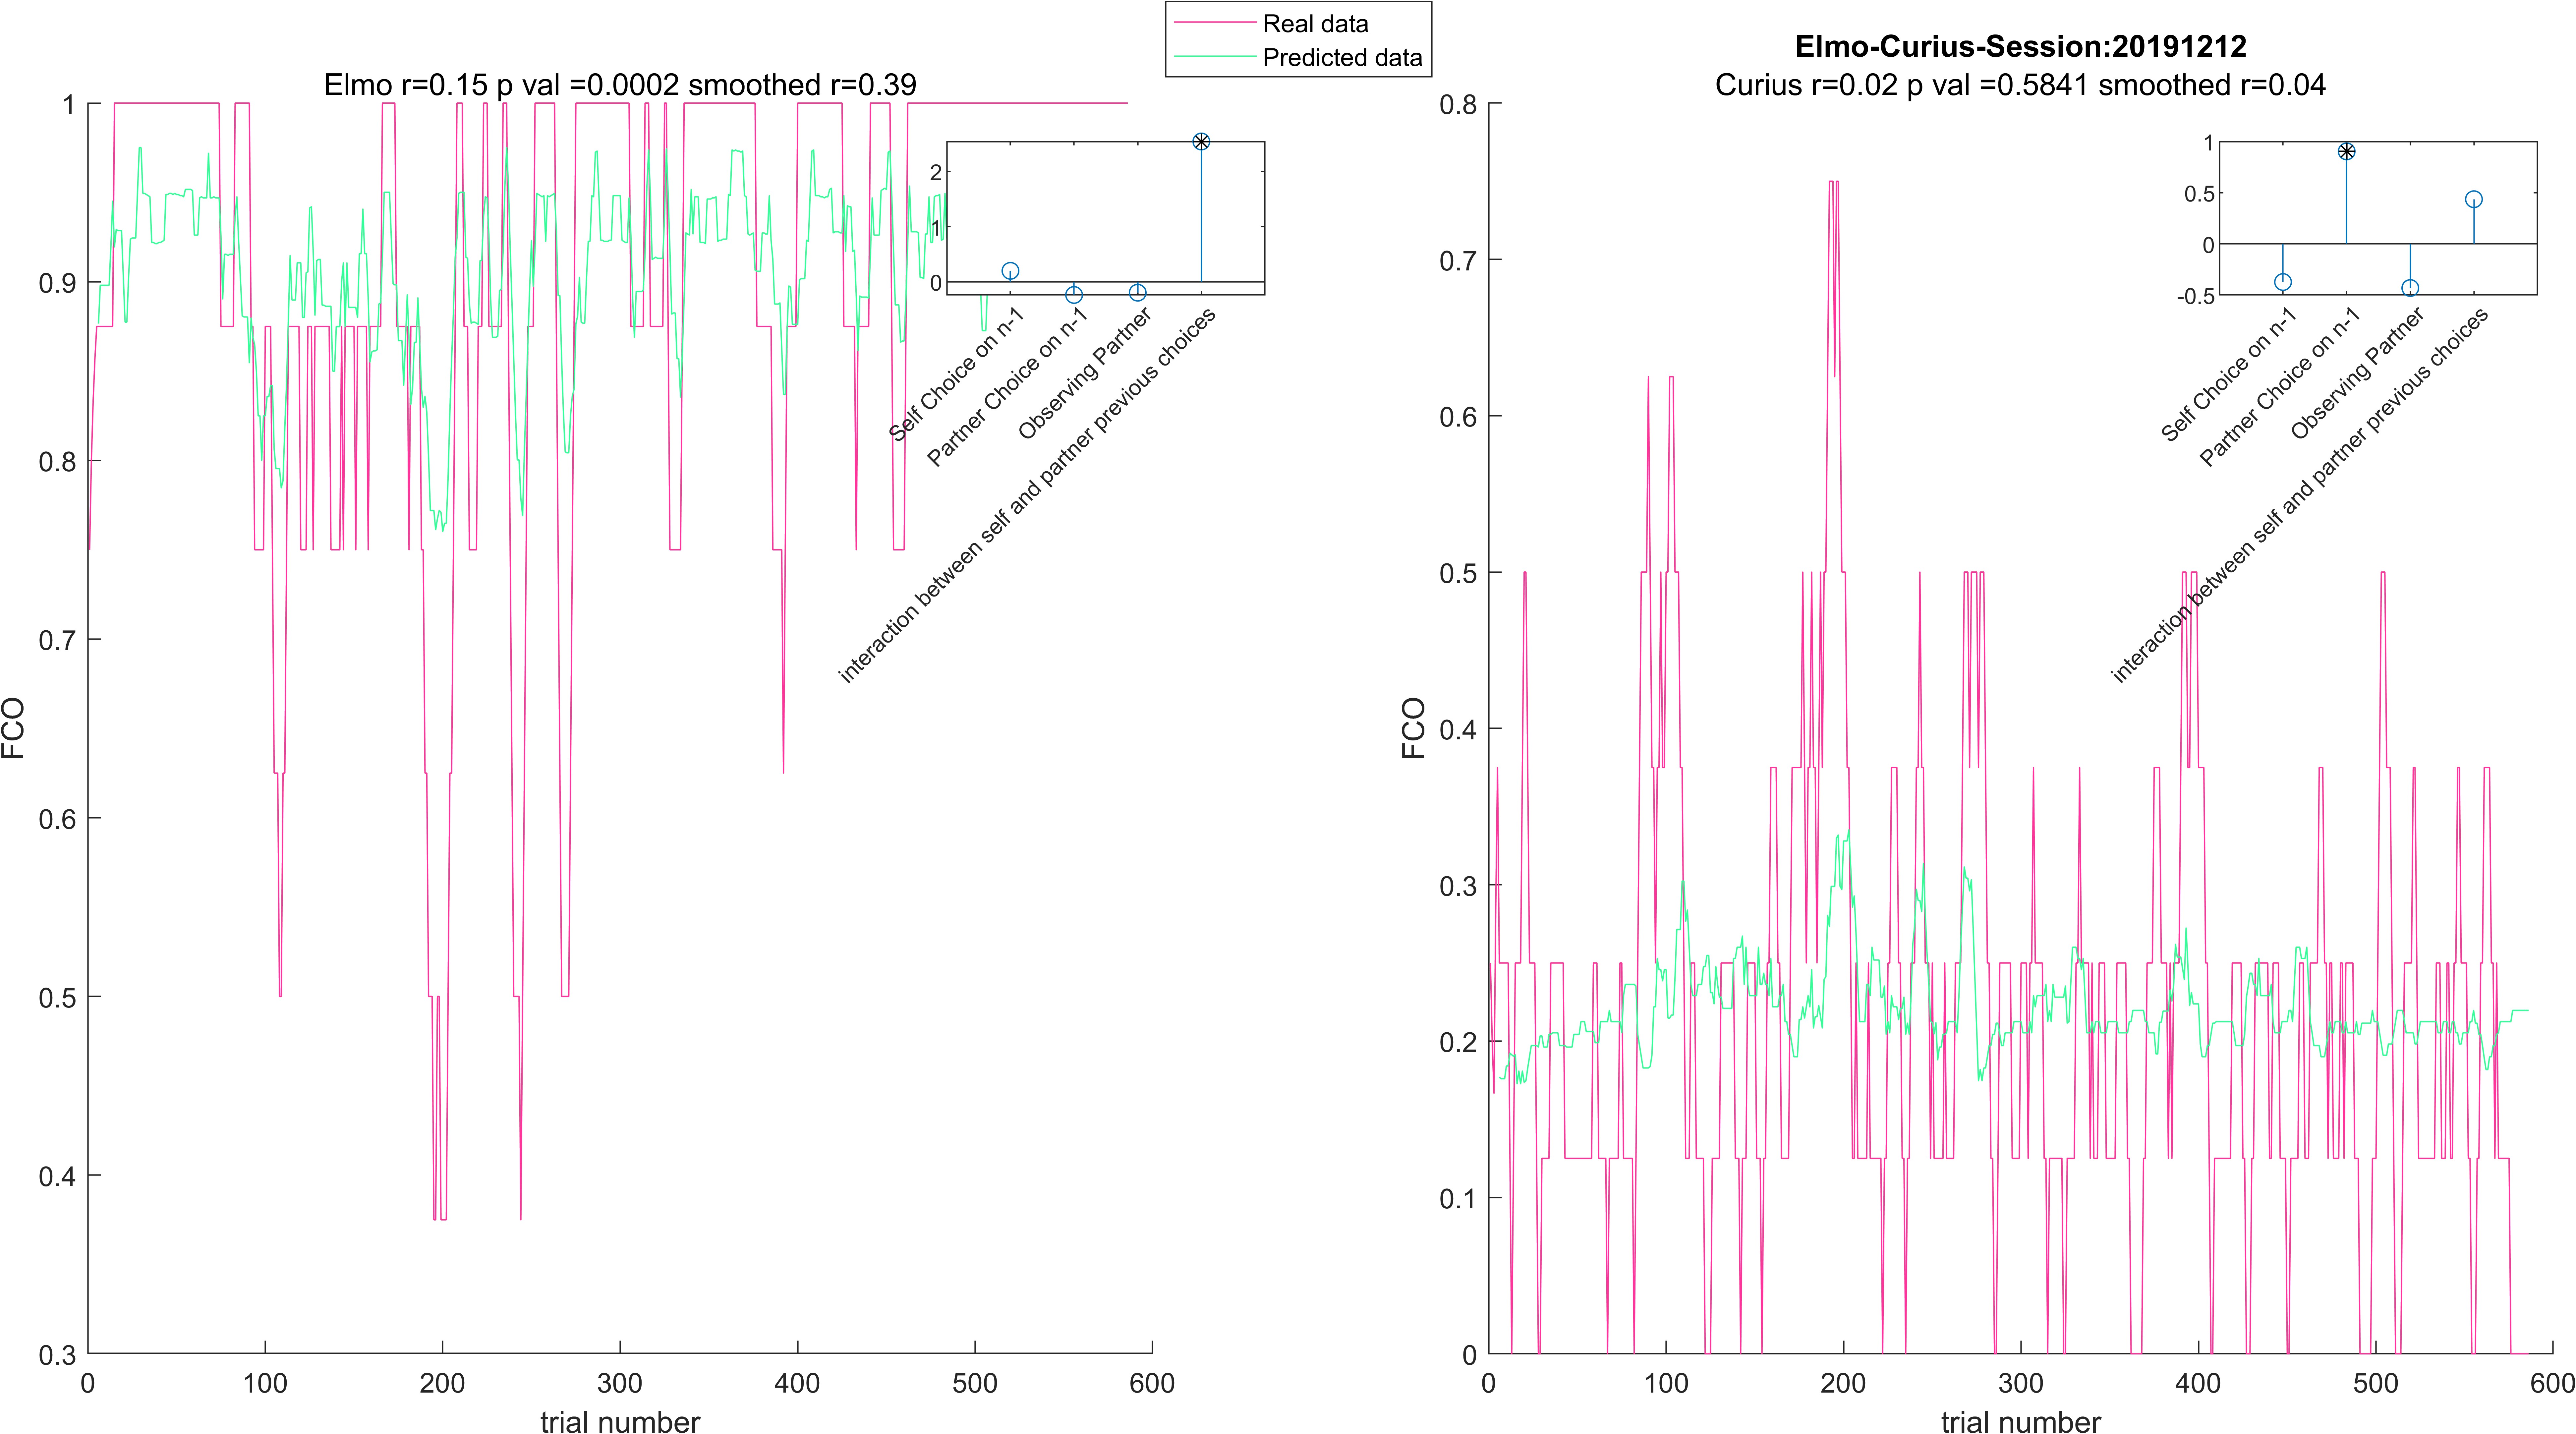 Real data
Predicted data
Elmo r=0.15 p val =0.0002 smoothed r=0.39
1
0.9
0.8
0.7
0.6
0.5
0.4
0.3
FCO
0
100
200
300
400
500
600
trial number
2
1
0
Self Choice on n-1
Partner Choice on n-1
Observing Partner
interaction between self and partner previous choices
Elmo-Curius-Session:20191212
Curius r=0.02 p val =0.5841 smoothed r=0.04
0.8
0.7
0.6
0.5
0.4
0.3
0.2
0.1
0
FCO
0
100
200
300
400
500
600
trial number
1
0.5
0
-0.5
Self Choice on n-1
Partner Choice on n-1
Observing Partner
interaction between self and partner previous choices